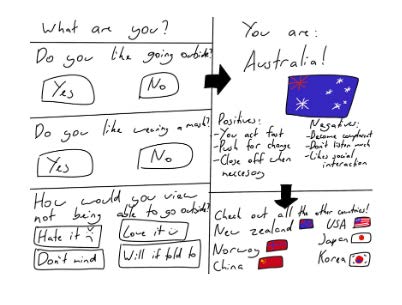 What are you?
Do you like going outside?
Yes
No
Do you like wearing a mask?
Yes
No
How would you view
not being able to go outside?
Hate it :(
Love it :)
Don't mind
Will if told to
You are:
Australia!
Positives:
-You act fast
-Push for change
-Close off when
necessary
Negatives:
-Become complacent
-Don't listen much
-Likes social
interaction
Check out all the other countries!
New zealand
USA
Norway
Japan
China
Korea